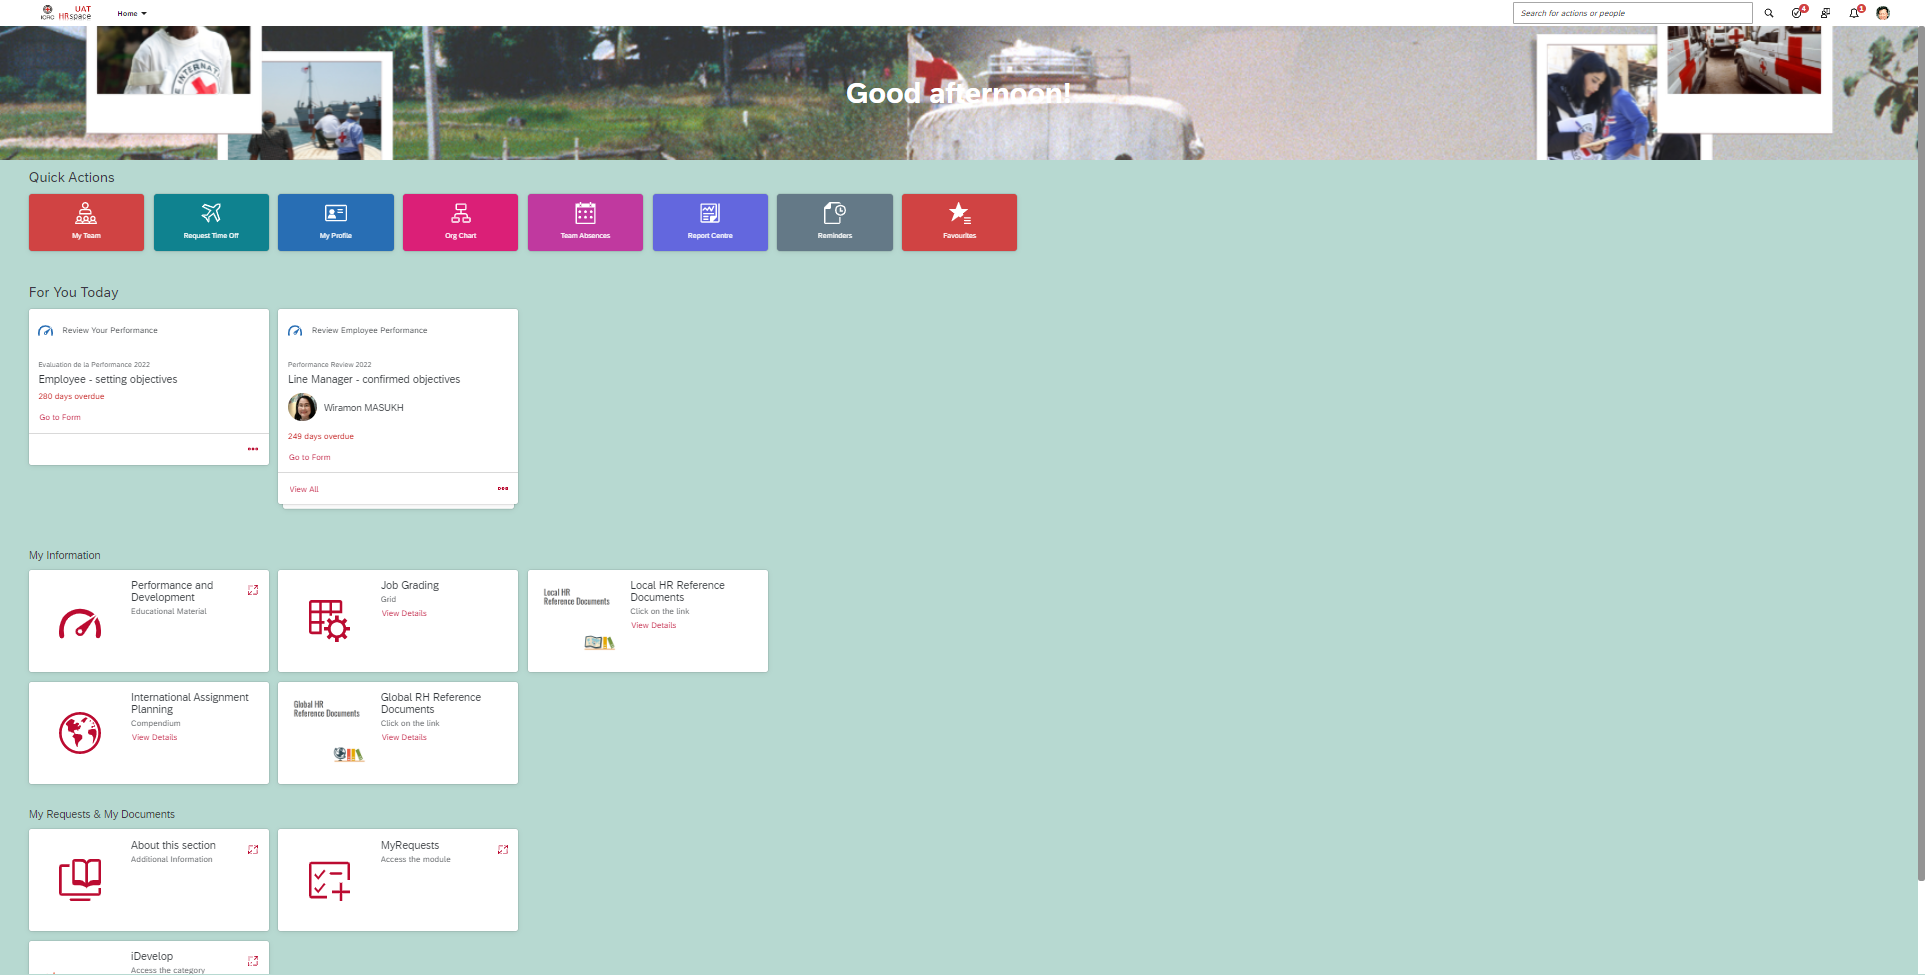 ICRC
UAT
HRspace
Home
Search for actions or people
4
1
INTERNATI
Good afternoon!
Quick Actions
My Team
Request Time Off
My Profile
Org Chart
Team Absences
Report Centre
Reminders
Favourites
For You Today
Review Your Performance
Evaluation de la Performance 2022
Employee - setting objectives
280 days overdue
Go to Form
Review Employee Performance
Performance Review 2022
Line Manager - confirmed objectives
Wiramon MASUKH
249 days overdue
Go to Form
View All
My Information
Performance and
Development
Educational Material
Job Grading
Grid
View Details
Local HR
Reference Documents
Local HR Reference
Documents
Click on the link
View Details
International Assignment
Planning
Compendium
View Details
Global HR
Reference Documents
Global RH Reference
Documents
Click on the link
View Details
My Requests & My Documents
About this section
Additional Information
MyRequests
Access the module
iDevelop
Access the category